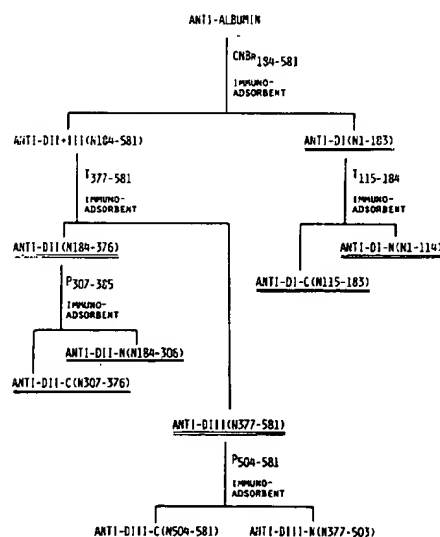 ANTI-ALBUMIN
CNBR184-581
IMMUNO-
ADSORBENT
ANTI-DII+III(N184-581) ANTI-DI(N1-183)
T377-581 T115-184
IMMUNO- IMMUNO-
ADSORBENT ADSORBENT
ANTI-DII(N184-376) ANTI-DI-N(N1-114)
ANTI-DI-C(N115-183)
P307-385
IMMUNO-
ADSORBENT
ANTI-DII-N(N184-306)
ANTI-DII-C(N307-376)
ANTI-DIII(N377-581)
P504-581
IMMUNO-
ADSORBENT
ANTI-DIII-C(N504-581) ANTI-DIII-N(N377-503)